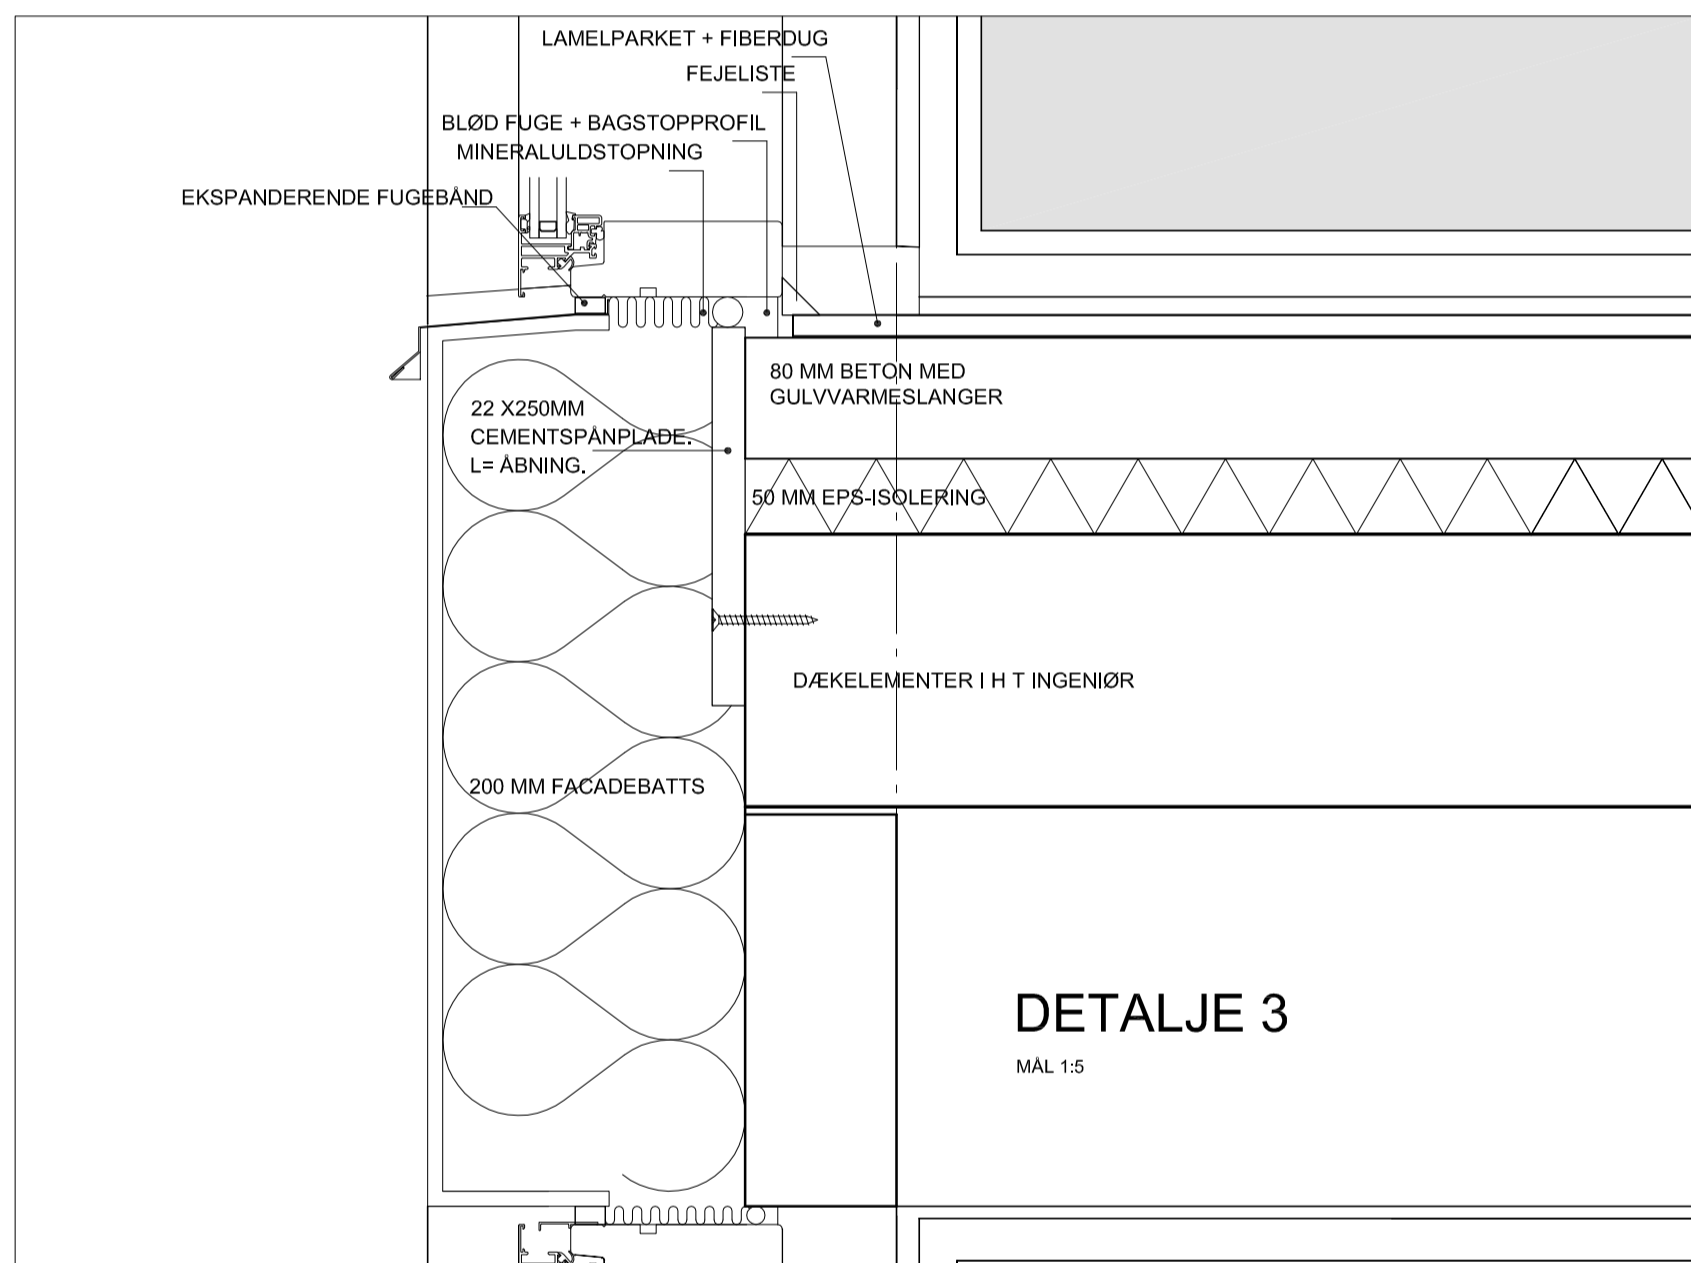 LAMELPARKET + FIBERDUG
FEJELISTE
BLØD FUGE + BAGSTOPPROFIL
MINERALULDSTOPNING
EKSPANDERENDE FUGEBÅND
80 MM BETON MED
GULVVARMESLANGER
22 X250MM
CEMENTSPÅNPLADE.
L= ÅBNING.
50 MM EPS-ISOLERING
DÆKELEMENTER I H T INGENIØR
200 MM FACADEBATTS
DETALJE 3
MÅL 1:5